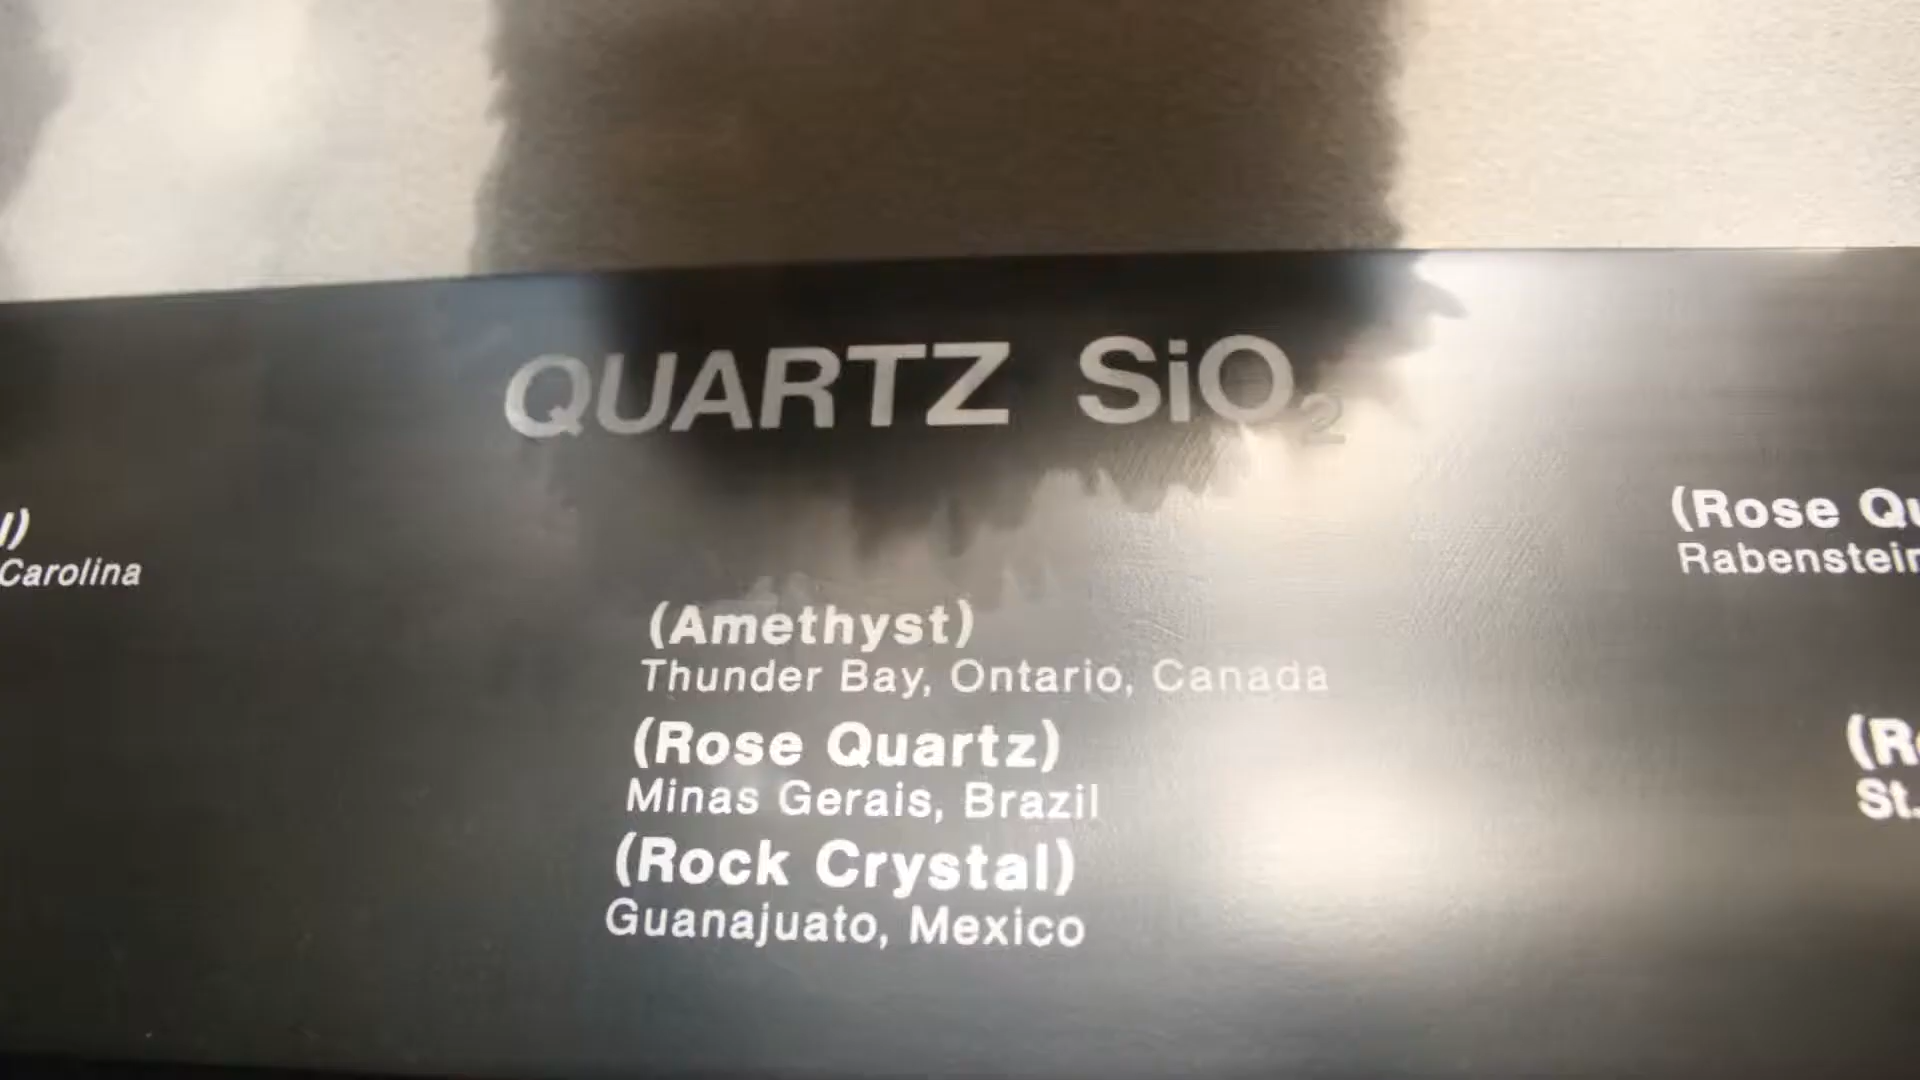 QUARTZ SiO₂
l)
Carolina
(Amethyst)
Thunder Bay, Ontario, Canada
(Rose Quartz)
Minas Gerais, Brazil
(Rock Crystal)
Guanajuato, Mexico
(Rose
Rabenstein
St.